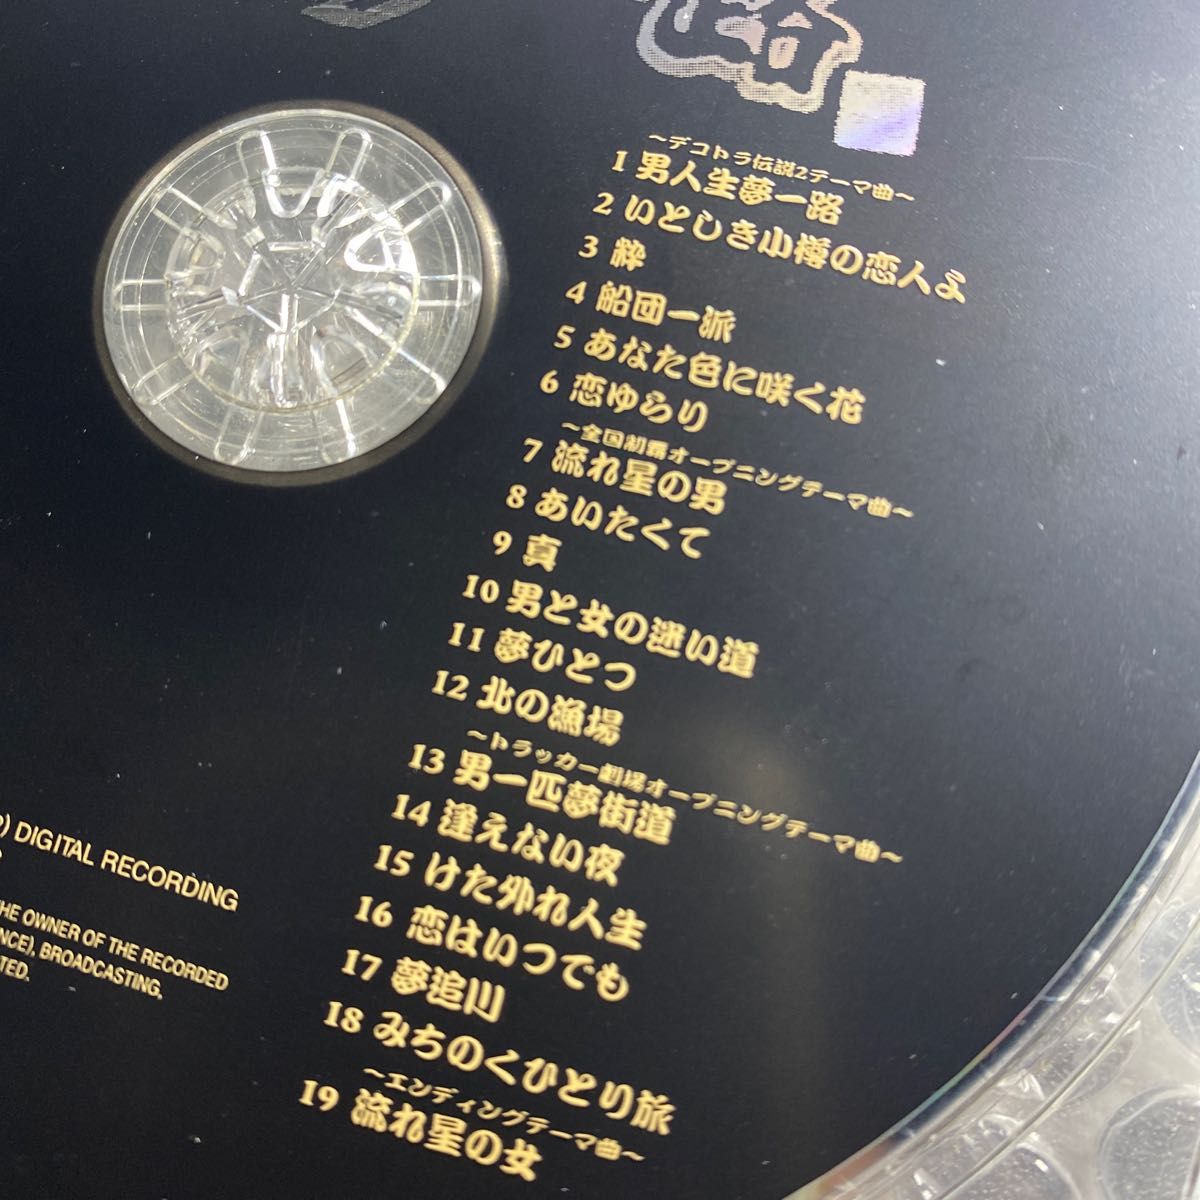 ～デコトラ伝説2テーマ曲～
1 男人生夢一路
2 いとしき小樽の恋人よ
3 粋
4 船団一派
5 あなた色に咲く花
6 恋ゆらり
～全国制覇オープニングテーマ曲～
7 流れ星の男
8 あいたくて
9 真
10 男と女の迷い道
11 夢ひとつ
12 北の漁場
～トラッカー劇場オープニングテーマ曲～
13 男一匹夢街道
14 逢えない夜
15 けた外れ人生
16 恋はいつでも
17 夢追川
18 みちのくひとり旅
～エンディングテーマ曲～
19 流れ星の女
DIGITAL RECORDING
THE OWNER OF THE RECORDED
BROADCASTING,